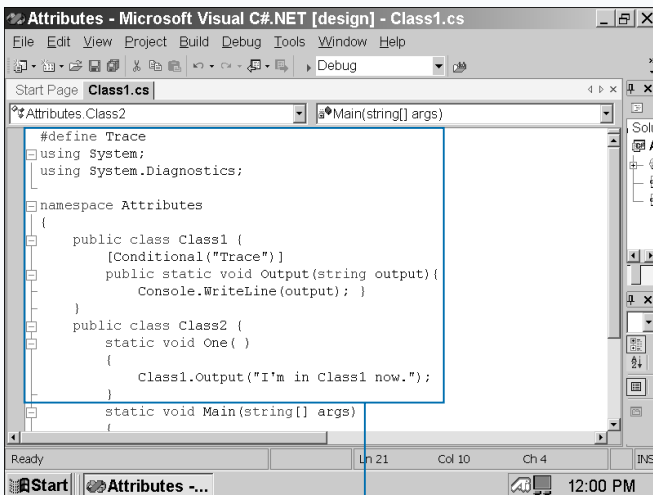 Attributes - Microsoft Visual C#.NET [design] - Class1.cs
File Edit View Project Build Debug Tools Window Help
Debug
Start Page Class1.cs
Attributes.Class2 Main(string[] args)
#define Trace
using System;
using System.Diagnostics;
namespace Attributes
{
public class Class1 {
[Conditional("Trace")]
public static void Output(string output){
Console.WriteLine(output); }
}
public class Class2 {
static void One( )
{
Class1.Output("I'm in Class1 now.");
}
static void Main(string[] args)
{
Ready Ln 21 Col 10 Ch 4 INS
Start Attributes -... 12:00 PM